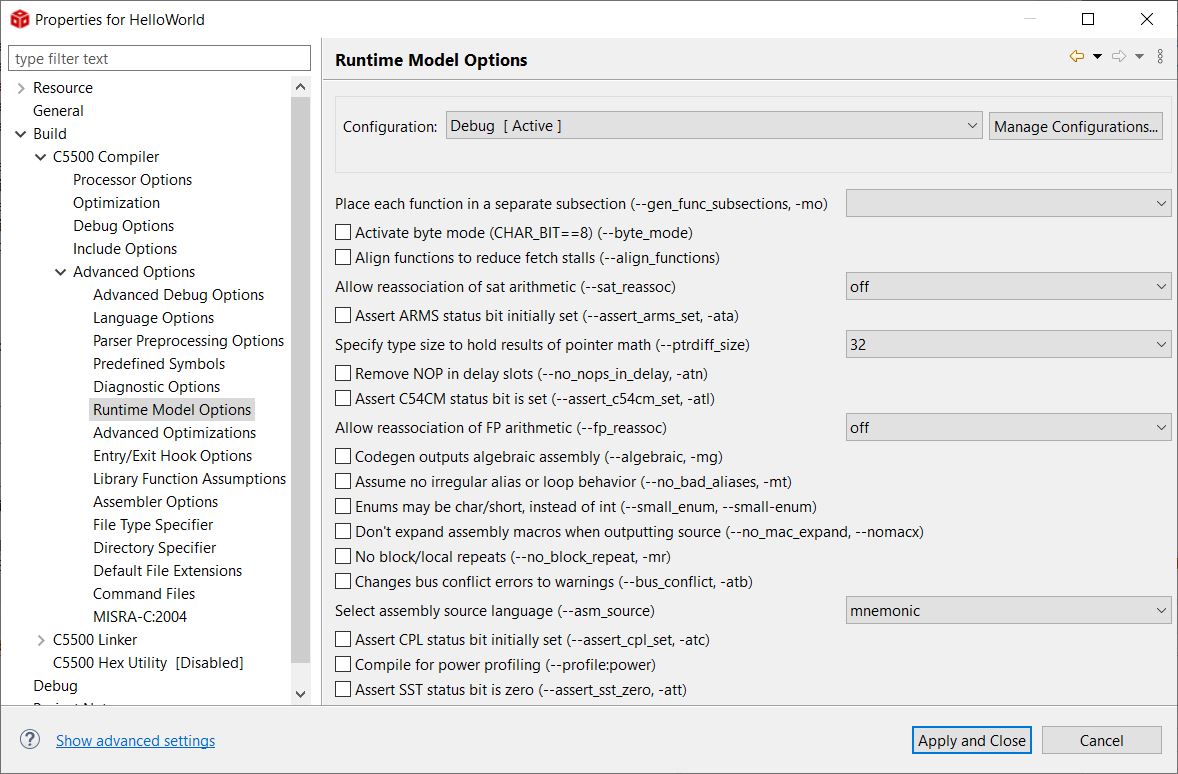 Properties for HelloWorld
type filter text
Resource
General
Build
C5500 Compiler
Processor Options
Optimization
Debug Options
Include Options
Advanced Options
Advanced Debug Options
Language Options
Parser Preprocessing Options
Predefined Symbols
Diagnostic Options
Runtime Model Options
Advanced Optimizations
Entry/Exit Hook Options
Library Function Assumptions
Assembler Options
File Type Specifier
Directory Specifier
Default File Extensions
Command Files
MISRA-C:2004
C5500 Linker
C5500 Hex Utility [Disabled]
Debug
Runtime Model Options
Configuration: Debug [ Active ] Manage Configurations...
Place each function in a separate subsection (--gen_func_subsections, -mo)
Activate byte mode (CHAR_BIT==8) (--byte_mode)
Align functions to reduce fetch stalls (--align_functions)
Allow reassociation of sat arithmetic (--sat_reassoc) off
Assert ARMS status bit initially set (--assert_arms_set, -ata)
Specify type size to hold results of pointer math (--ptrdiff_size) 32
Remove NOP in delay slots (--no_nops_in_delay, -atn)
Assert C54CM status bit is set (--assert_c54cm_set, -atl)
Allow reassociation of FP arithmetic (--fp_reassoc) off
Codegen outputs algebraic assembly (--algebraic, -mg)
Assume no irregular alias or loop behavior (--no_bad_aliases, -mt)
Enums may be char/short, instead of int (--small_enum, --small-enum)
Don't expand assembly macros when outputting source (--no_mac_expand, --nomacx)
No block/local repeats (--no_block_repeat, -mr)
Changes bus conflict errors to warnings (--bus_conflict, -atb)
Select assembly source language (--asm_source) mnemonic
Assert CPL status bit initially set (--assert_cpl_set, -atc)
Compile for power profiling (--profile:power)
Assert SST status bit is zero (--assert_sst_zero, -att)
Show advanced settings
Apply and Close
Cancel